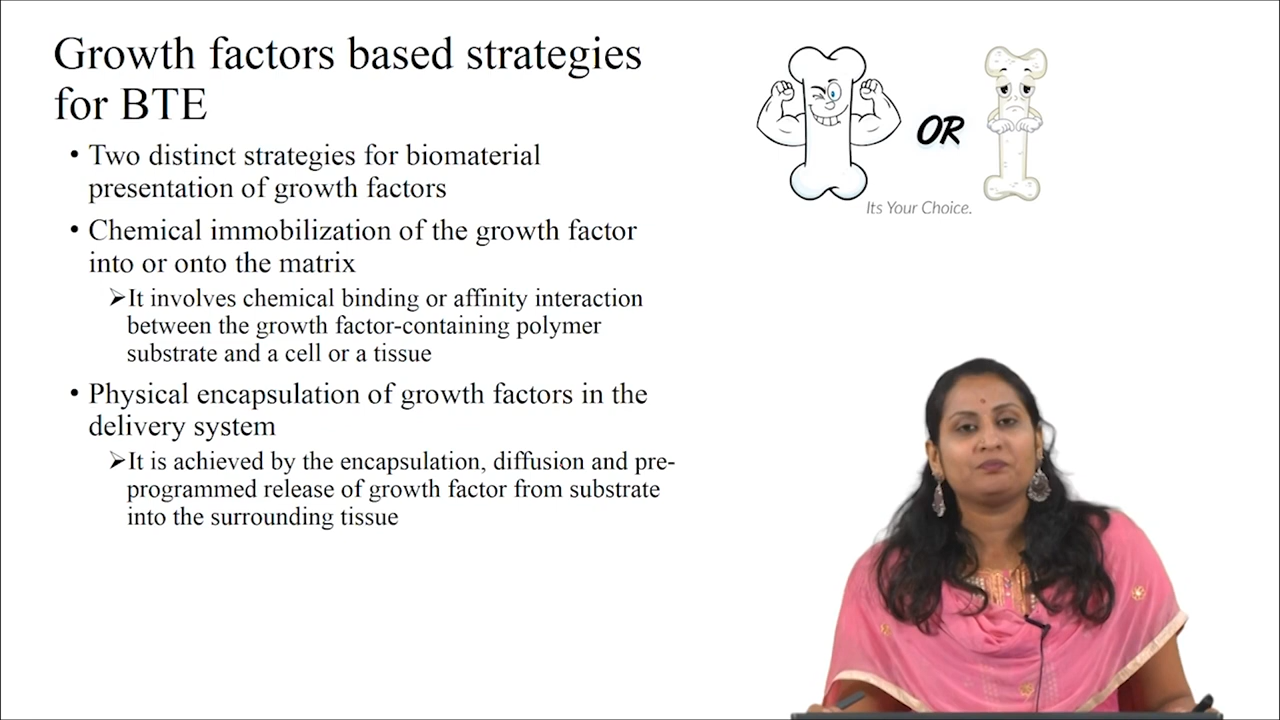 Growth factors based strategies
for BTE
• Two distinct strategies for biomaterial
presentation of growth factors
• Chemical immobilization of the growth factor
into or onto the matrix
➢It involves chemical binding or affinity interaction
between the growth factor-containing polymer
substrate and a cell or a tissue
• Physical encapsulation of growth factors in the
delivery system
➢It is achieved by the encapsulation, diffusion and pre-
programmed release of growth factor from substrate
into the surrounding tissue
OR
Its Your Choice.